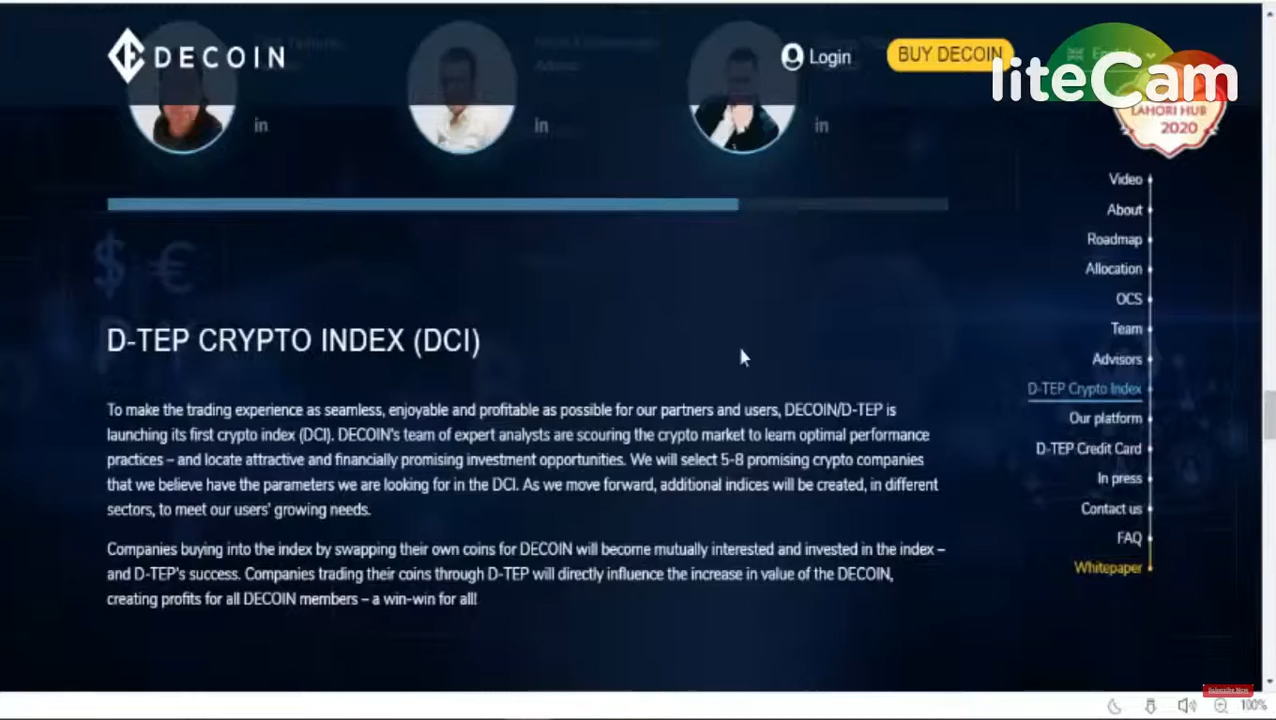 DECOIN
Login
BUY DECOIN
liteCam
LAHORI HUB
2020
in
in
in
Video
About
Roadmap
Allocation
OCS
Team
Advisors
D-TEP Crypto Index
Our platform
D-TEP Credit Card
In press
Contact us
FAQ
Whitepaper
D-TEP CRYPTO INDEX (DCI)
To make the trading experience as seamless, enjoyable and profitable as possible for our partners and users, DECOIN/D-TEP is
launching its first crypto index (DCI). DECOIN's team of expert analysts are scouring the crypto market to learn optimal performance
practices – and locate attractive and financially promising investment opportunities. We will select 5-8 promising crypto companies
that we believe have the parameters we are looking for in the DCI. As we move forward, additional indices will be created, in different
sectors, to meet our users' growing needs.
Companies buying into the index by swapping their own coins for DECOIN will become mutually interested and invested in the index –
and D-TEP's success. Companies trading their coins through D-TEP will directly influence the increase in value of the DECOIN,
creating profits for all DECOIN members – a win-win for all!
Subscribe Now
100%